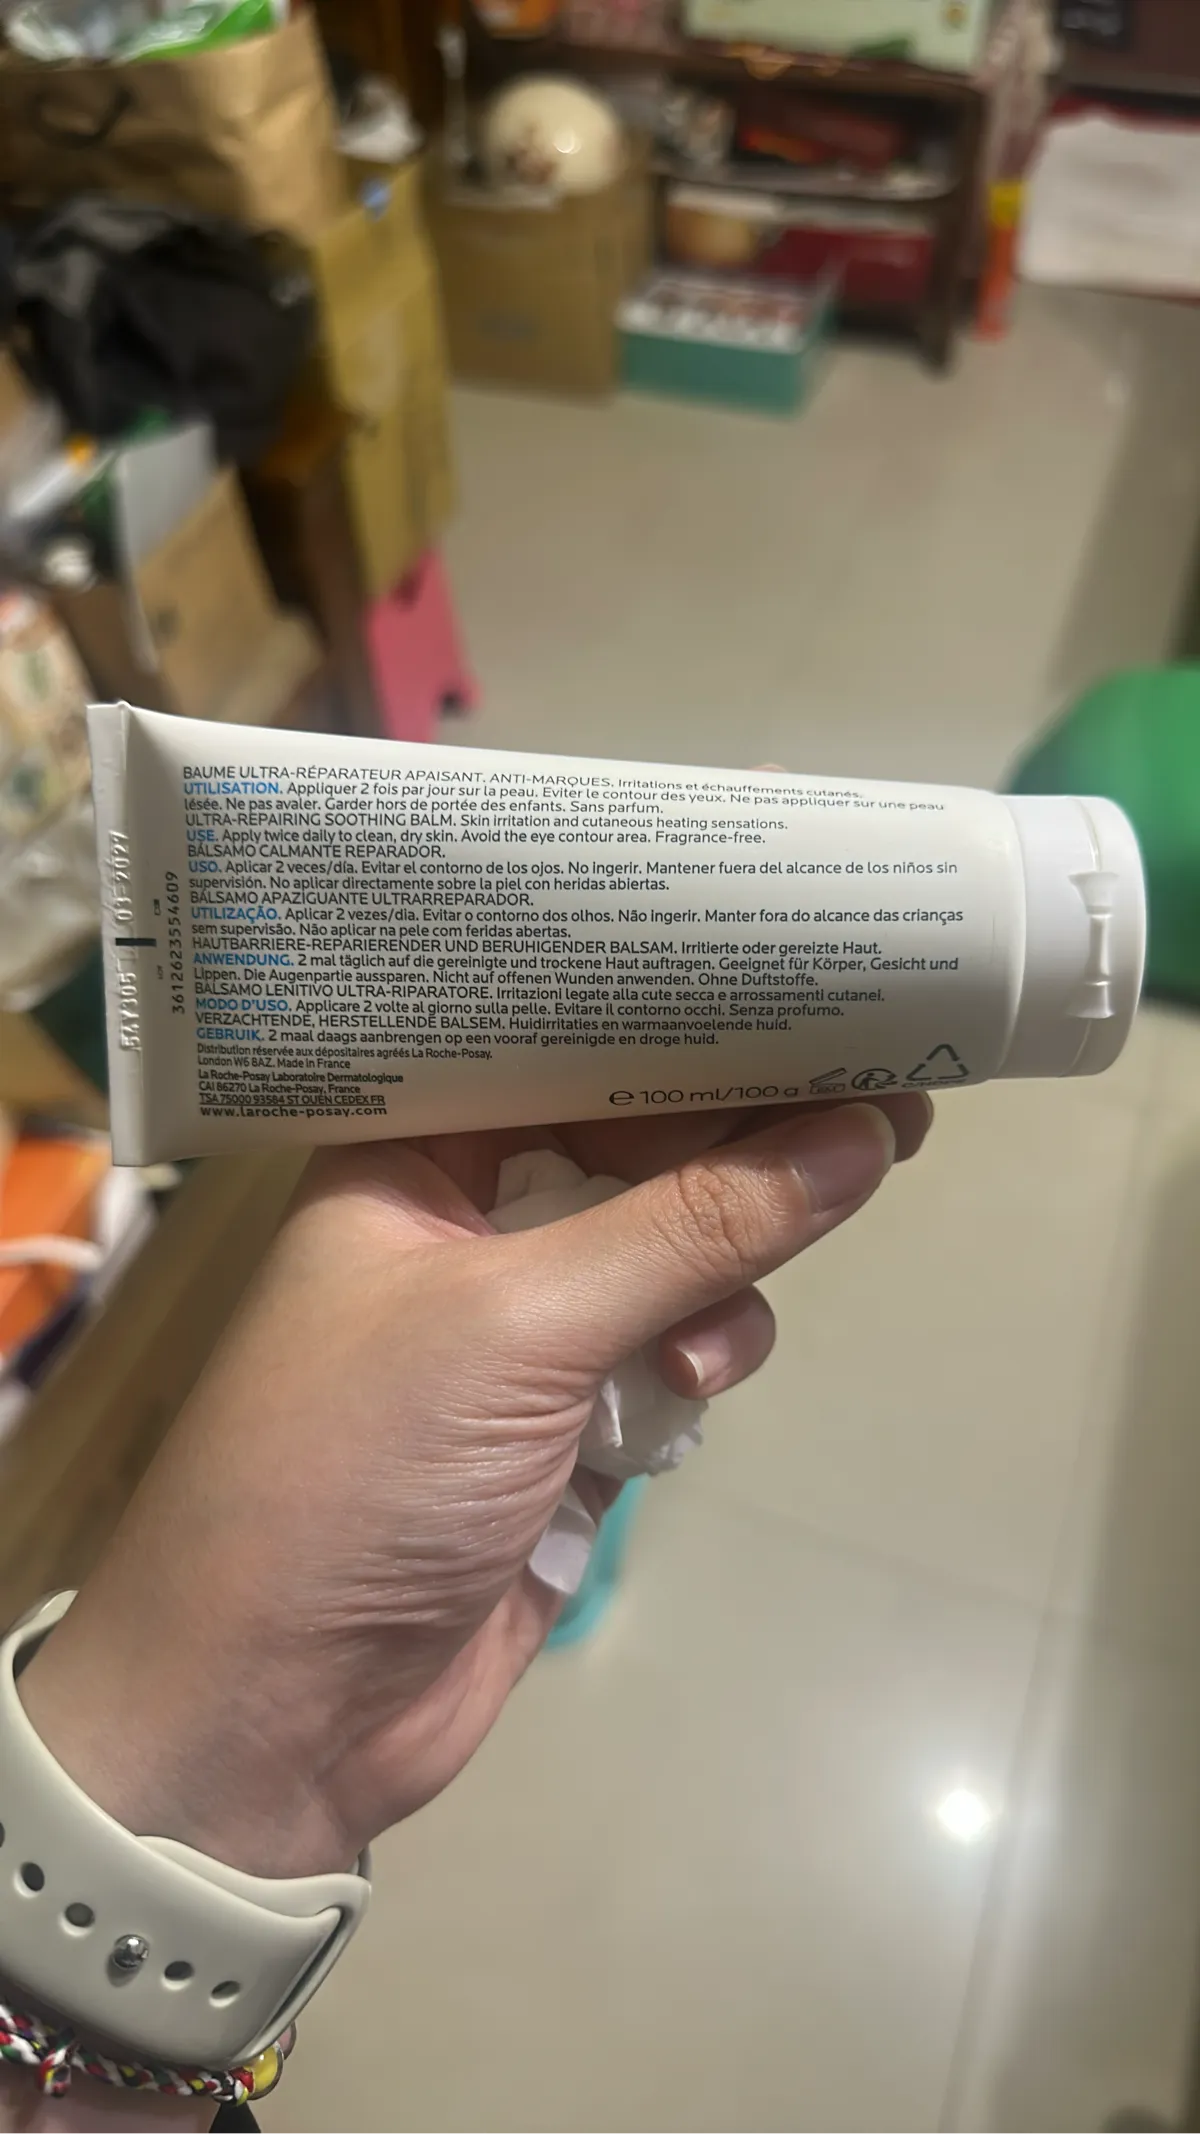 BAUME ULTRA-RÉPARATEUR APAISANT. ANTI-MARQUES. Irritations et échauffements cutanés.
UTILISATION. Appliquer 2 fois par jour sur la peau. Eviter le contour des yeux. Ne pas appliquer sur une peau
lésée. Ne pas avaler. Garder hors de portée des enfants. Sans parfum.
ULTRA-REPAIRING SOOTHING BALM. Skin irritation and cutaneous heating sensations.
USE. Apply twice daily to clean, dry skin. Avoid the eye contour area. Fragrance-free.
BÁLSAMO CALMANTE REPARADOR.
USO. Aplicar 2 veces/día. Evitar el contorno de los ojos. No ingerir. Mantener fuera del alcance de los niños sin
supervisión. No aplicar directamente sobre la piel con heridas abiertas.
BÁLSAMO APAZIGUANTE ULTRARREPARADOR.
UTILIZAÇÃO. Aplicar 2 vezes/dia. Evitar o contorno dos olhos. Não ingerir. Manter fora do alcance das crianças
sem supervisão. Não aplicar na pele com feridas abertas.
HAUTBARRIERE-REPARIERENDER UND BERUHIGENDER BALSAM. Irritierte oder gereizte Haut.
ANWENDUNG. 2 mal täglich auf die gereinigte und trockene Haut auftragen. Geeignet für Körper, Gesicht und
Lippen. Die Augenpartie aussparen. Nicht auf offenen Wunden anwenden. Ohne Duftstoffe.
BALSAMO LENITIVO ULTRA-RIPARATORE. Irritazioni legate alla cute secca e arrossamenti cutanei.
MODO D'USO. Applicare 2 volte al giorno sulla pelle. Evitare il contorno occhi. Senza profumo.
VERZACHTENDE, HERSTELLENDE BALSEM. Huidirritaties en warmaanvoelende huid.
GEBRUIK. 2 maal daags aanbrengen op een vooraf gereinigde en droge huid.
Distribution réservée aux dépositaires agréés La Roche-Posay.
London W6 8AZ. Made in France
La Roche-Posay Laboratoire Dermatologique
CAI 86270 La Roche-Posay, France
TSA 75000 93584 ST OUEN CEDEX FR
www.laroche-posay.com
e 100 ml/100 g
3612623554609
03-2027